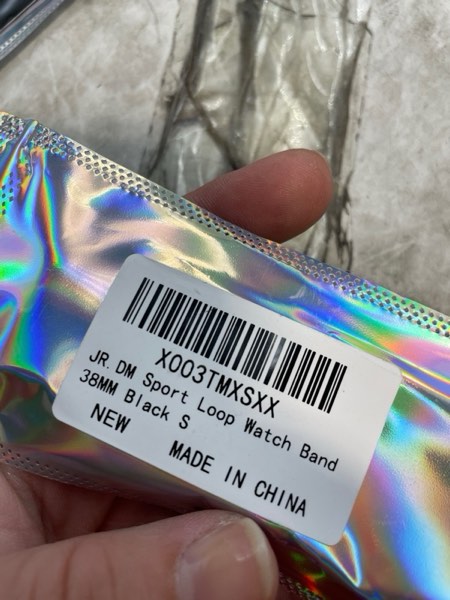 X003TMXSXX
JR.DM Sport Loop Watch Band
38MM Black S
NEW
MADE IN CHINA